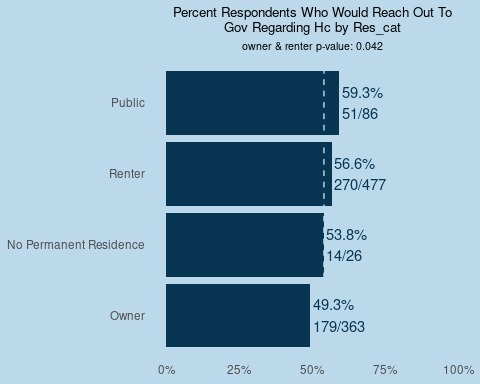 Percent Respondents Who Would Reach Out To
Gov Regarding Hc by Res_cat
owner & renter p-value: 0.042
Public
59.3%
51/86
Renter
56.6%
270/477
No Permanent Residence
53.8%
14/26
Owner
49.3%
179/363
0%
25%
50%
75%
100%